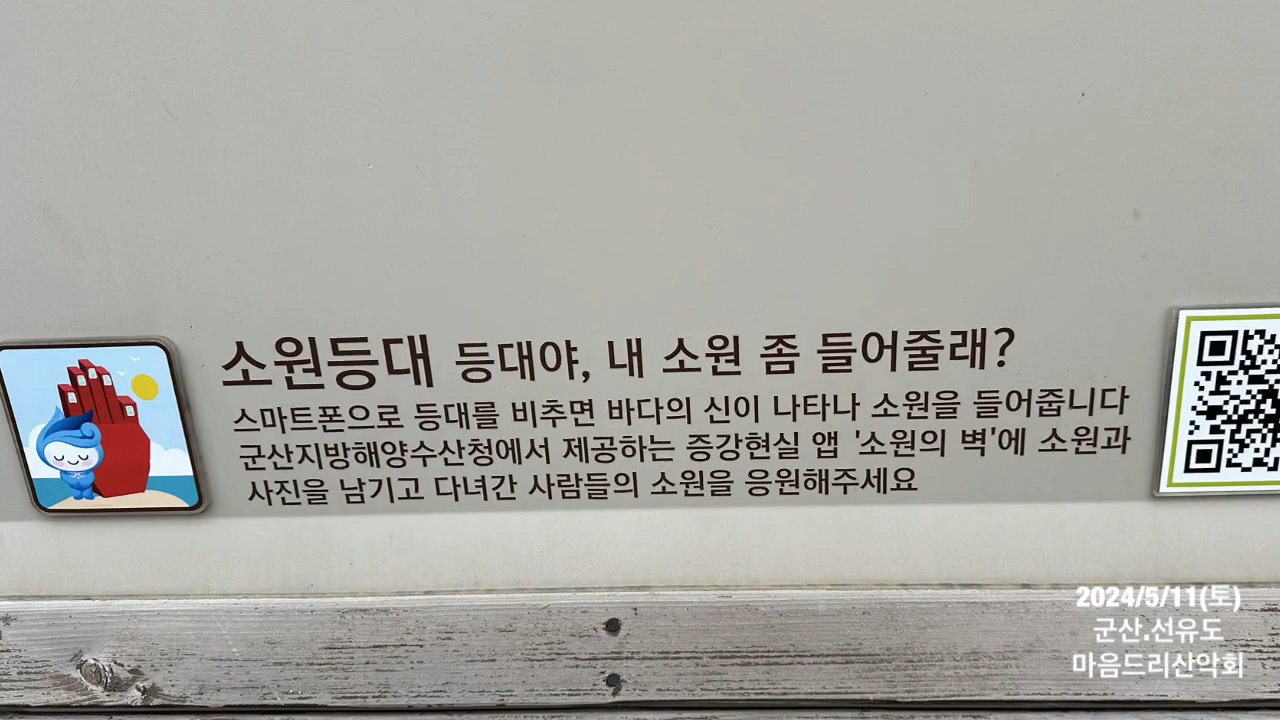 소원등대 등대야, 내 소원 좀 들어줄래?
스마트폰으로 등대를 비추면 바다의 신이 나타나 소원을 들어줍니다
군산지방해양수산청에서 제공하는 증강현실 앱 '소원의 벽'에 소원과
사진을 남기고 다녀간 사람들의 소원을 응원해주세요
2024/5/11(토)
군산.선유도
마음드리산악회